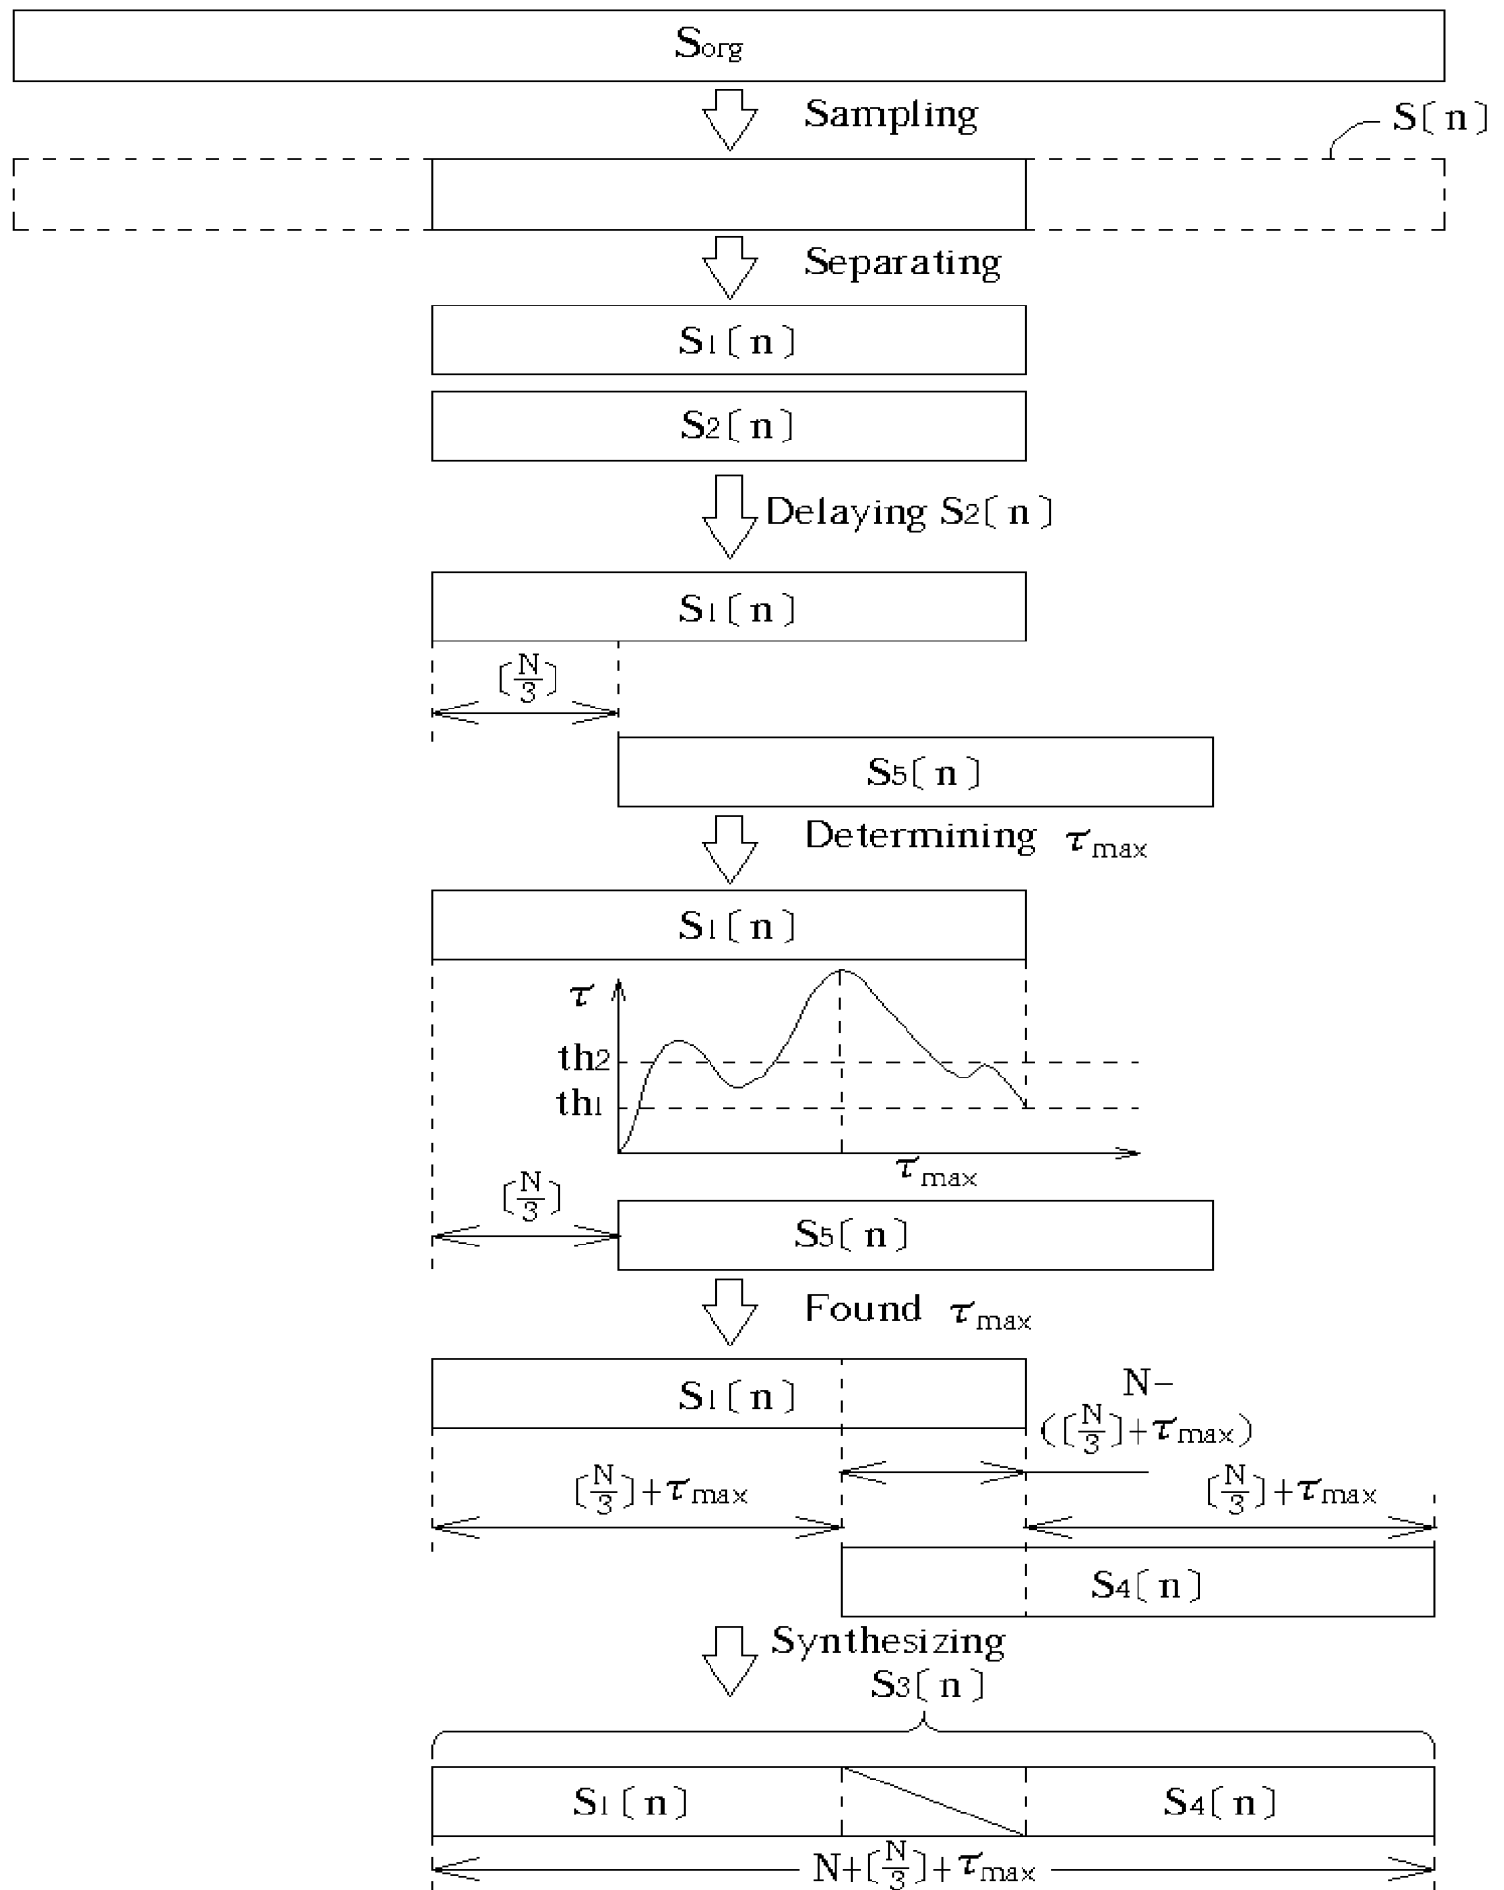 Sorg
Sampling
S[n]
Separating
S1[n]
S2[n]
Delaying S2[n]
S1[n]
[N/3]
S5[n]
Determining τmax
S1[n]
τ
th2
th1
τmax
[N/3]
S5[n]
Found τmax
S1[n]
N−
([N/3]+τmax)
[N/3]+τmax
[N/3]+τmax
S4[n]
Synthesizing
S3[n]
S1[n]
S4[n]
N+[N/3]+τmax